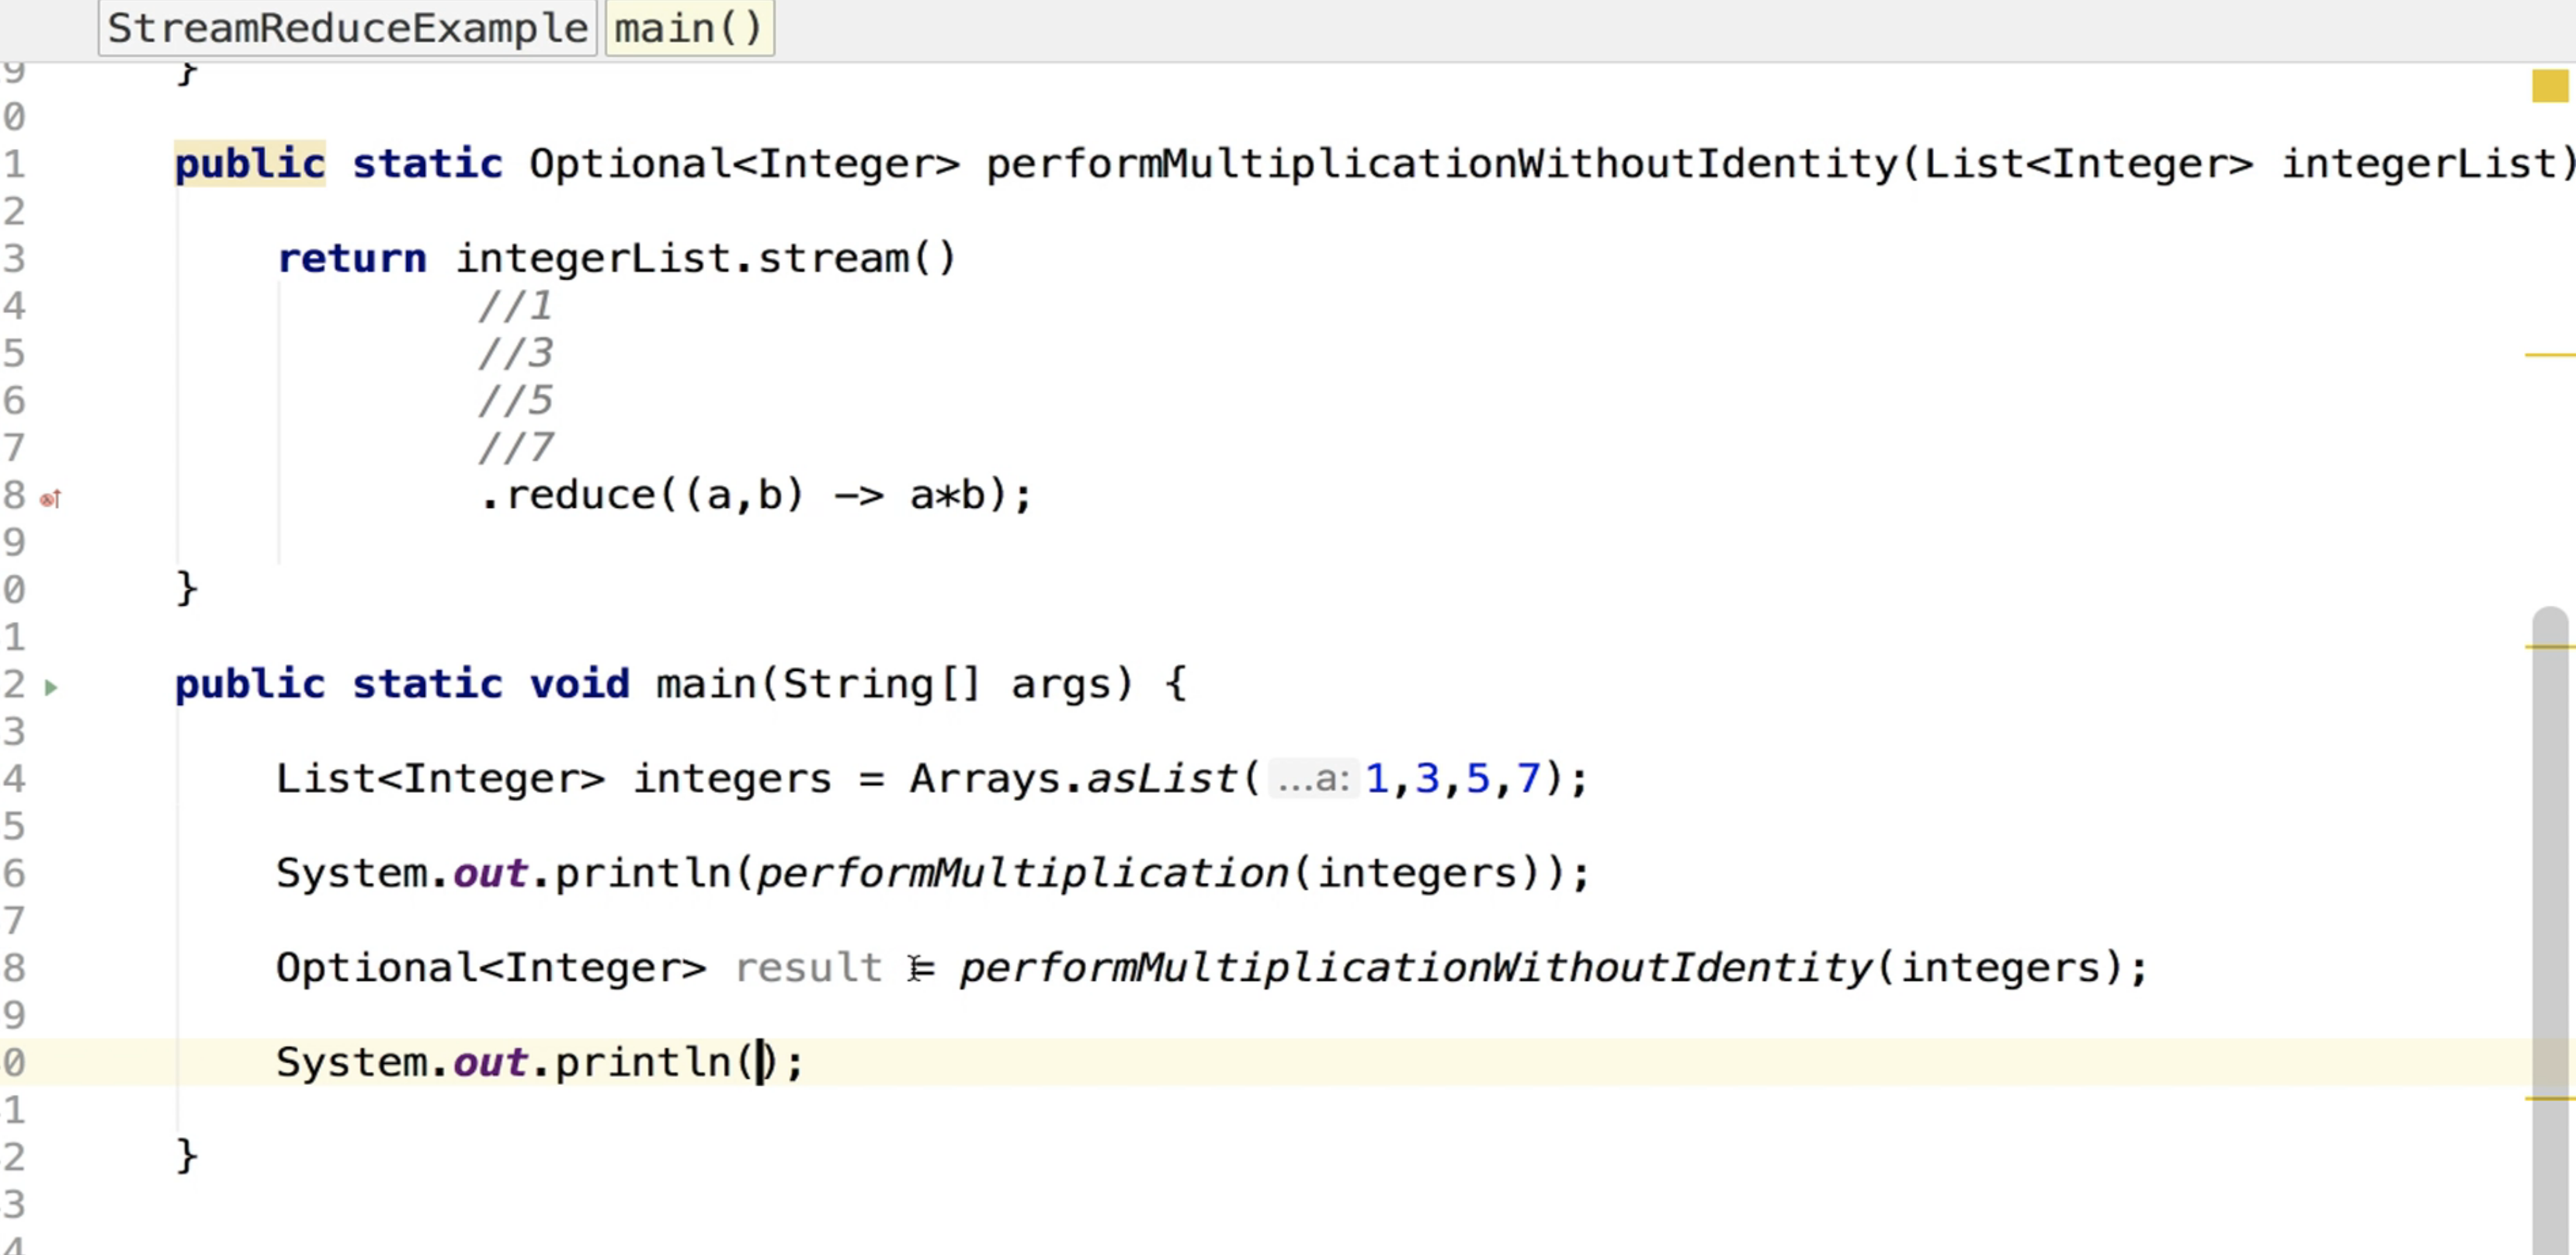 StreamReduceExample main()
9 }
0
1 public static Optional<Integer> performMultiplicationWithoutIdentity(List<Integer> integerList)
2
3 return integerList.stream()
4 //1
5 //3
6 //5
7 //7
8 .reduce((a,b) -> a*b);
9
0 }
1
2 public static void main(String[] args) {
3
4 List<Integer> integers = Arrays.asList( ...a: 1,3,5,7);
5
6 System.out.println(performMultiplication(integers));
7
8 Optional<Integer> result = performMultiplicationWithoutIdentity(integers);
9
0 System.out.println();
1
2 }
3
4